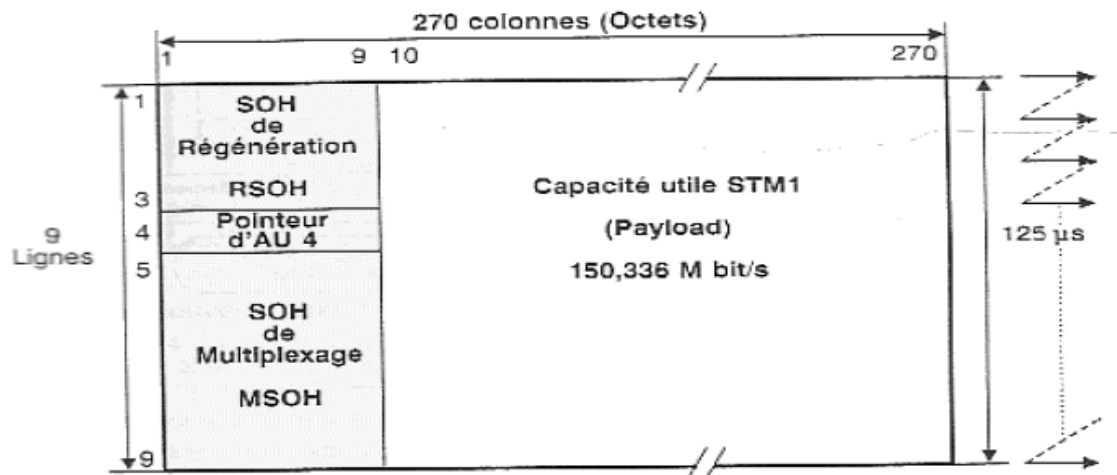 270 colonnes (Octets)
1 9 10 270
1
SOH
de
Régénération
RSOH
3
Pointeur
d'AU 4
4
9
Lignes
5
SOH
de
Multiplexage
MSOH
9
Capacité utile STM1
(Payload)
150,336 M bit/s
125 µs